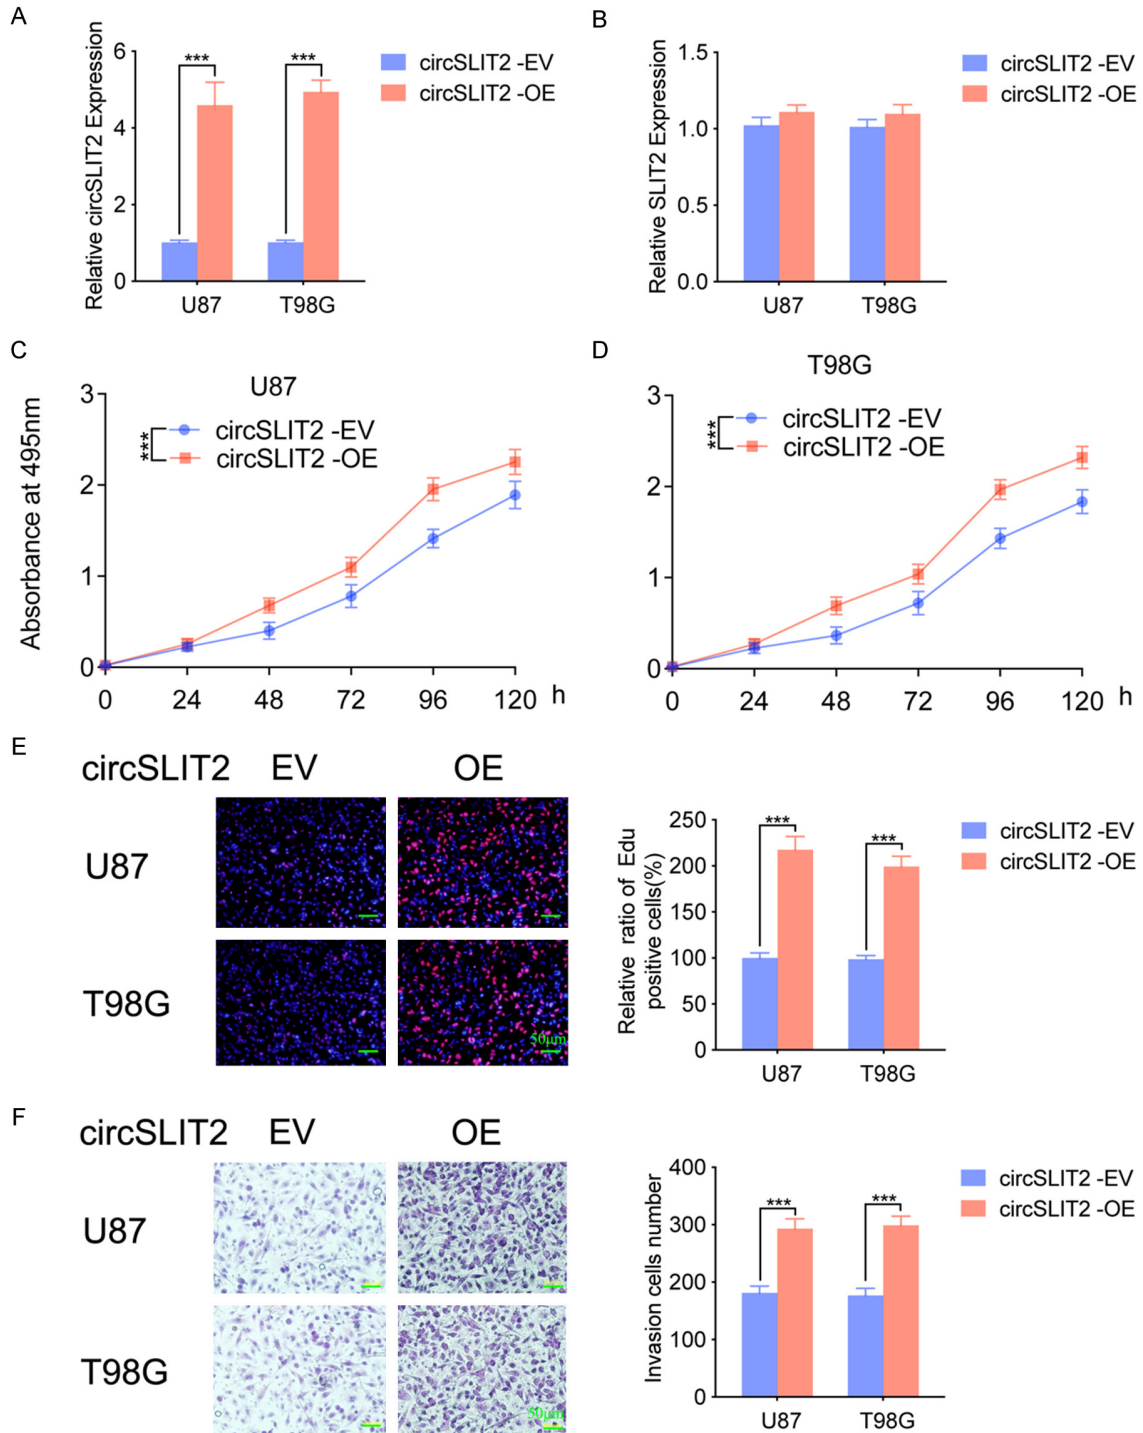 A
Relative circSLIT2 Expression
6
4
2
0
***
***
U87
T98G
circSLIT2 -EV
circSLIT2 -OE
B
Relative SLIT2 Expression
1.5
1.0
0.5
0.0
U87
T98G
circSLIT2 -EV
circSLIT2 -OE
C
U87
Absorbance at 495nm
3
2
1
0
***
circSLIT2 -EV
circSLIT2 -OE
0 24 48 72 96 120 h
D
T98G
3
2
1
0
***
circSLIT2 -EV
circSLIT2 -OE
0 24 48 72 96 120 h
E
circSLIT2 EV OE
U87
T98G
50μm
Relative ratio of Edu
positive cells(%)
250
200
150
100
50
0
***
***
U87
T98G
circSLIT2 -EV
circSLIT2 -OE
F
circSLIT2 EV OE
U87
T98G
50μm
Invasion cells number
400
300
200
100
0
***
***
U87
T98G
circSLIT2 -EV
circSLIT2 -OE